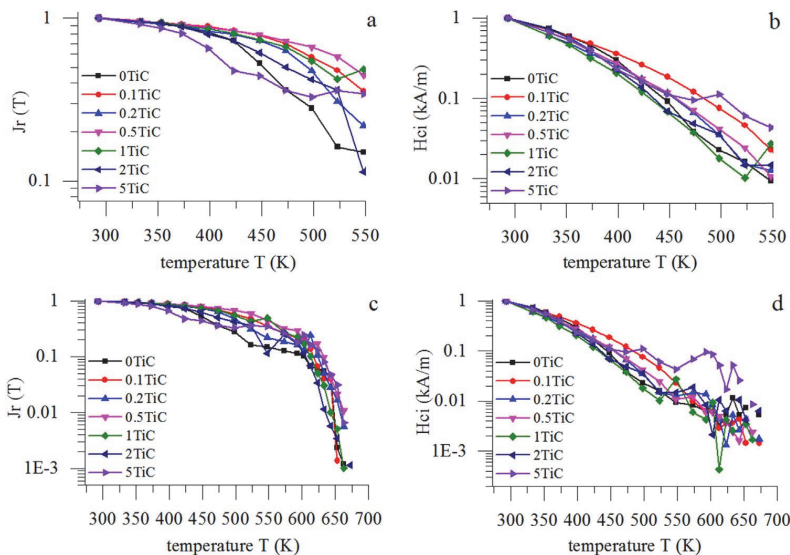 a
1
0.1
Jr (T)
0TiC
0.1TiC
0.2TiC
0.5TiC
1TiC
2TiC
5TiC
300 350 400 450 500 550
temperature T (K)
b
1
0.1
0.01
Hci (kA/m)
0TiC
0.1TiC
0.2TiC
0.5TiC
1TiC
2TiC
5TiC
300 350 400 450 500 550
temperature T (K)
c
1
0.1
0.01
1E-3
Jr (T)
0TiC
0.1TiC
0.2TiC
0.5TiC
1TiC
2TiC
5TiC
300 350 400 450 500 550 600 650 700
temperature T (K)
d
1
0.1
0.01
1E-3
Hci (kA/m)
0TiC
0.1TiC
0.2TiC
0.5TiC
1TiC
2TiC
5TiC
300 350 400 450 500 550 600 650 700
temperature T (K)